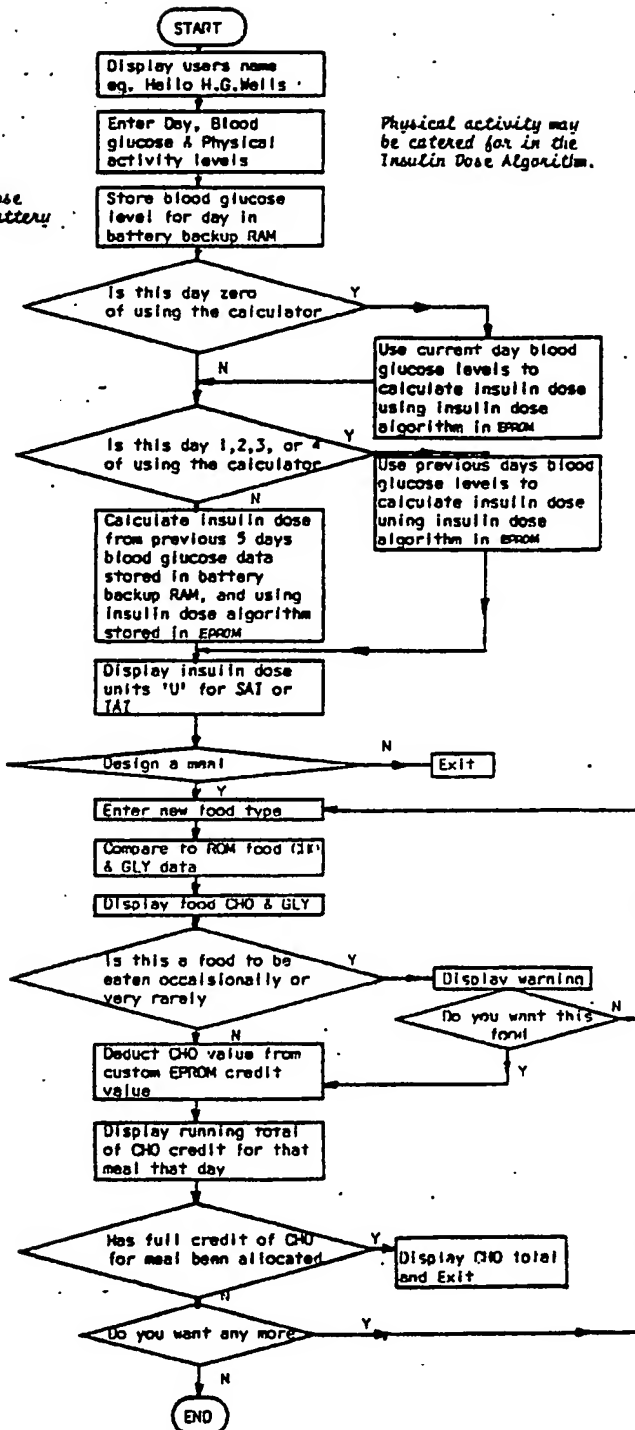 START
Display users name
eg. Hello H.G.Wells
Enter Day, Blood
glucose & Physical
activity levels
Physical activity may
be catered for in the
Insulin Dose Algorithm.
ose
attery
Store blood glucose
level for day in
battery backup RAM
Is this day zero
of using the calculator
Y
N
Use current day blood
glucose levels to
calculate insulin dose
using insulin dose
algorithm in EPROM
Is this day 1,2,3, or 4
of using the calculator
Y
N
Use previous days blood
glucose levels to
calculate insulin dose
uning insulin dose
algorithm in EPROM
Calculate insulin dose
from previous 5 days
blood glucose data
stored in battery
backup RAM, and using
insulin dose algorithm
stored in EPROM
Display insulin dose
units 'U' for SAI or
IAI
Design a meal
N
Exit
Y
Enter new food type
Compare to ROM food
& GLY data
Display food CHO & GLY
Is this a food to be
eaten occaisionally or
very rarely
Y
Display warning
Do you want this
food
N
Y
N
Deduct CHO value from
custom EPROM credit
value
Display running total
of CHO credit for that
meal that day
Has full credit of CHO
for meal been allocated
Y
Display CHO total
and Exit
N
Do you want any more
Y
N
END